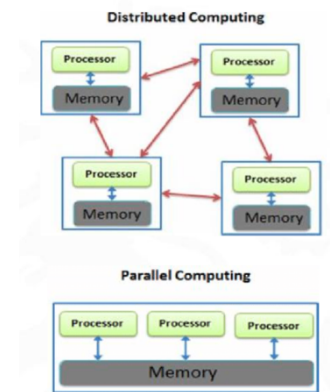 Distributed Computing
Processor
Memory
Processor
Memory
Processor
Memory
Processor
Memory
Parallel Computing
Processor Processor Processor
Memory